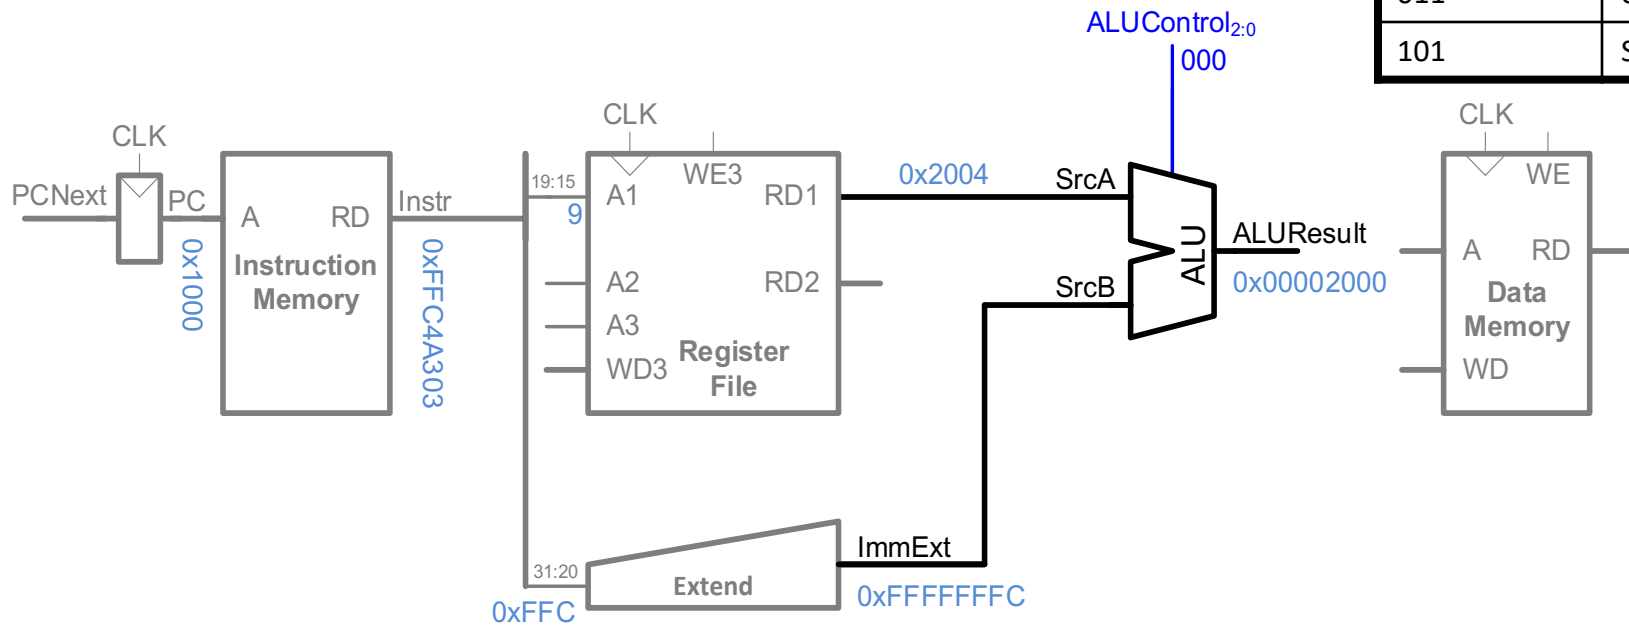 ALUControl2:0
000
101
CLK
CLK
CLK
PCNext
PC
A
RD
Instr
Instruction
Memory
0x1000
0xFFC4A303
19:15
9
A1
WE3
RD1
0x2004
SrcA
A2
RD2
A3
WD3
Register
File
SrcB
ALU
ALUResult
0x00002000
WE
A
RD
Data
Memory
WD
31:20
0xFFC
Extend
ImmExt
0xFFFFFFFC